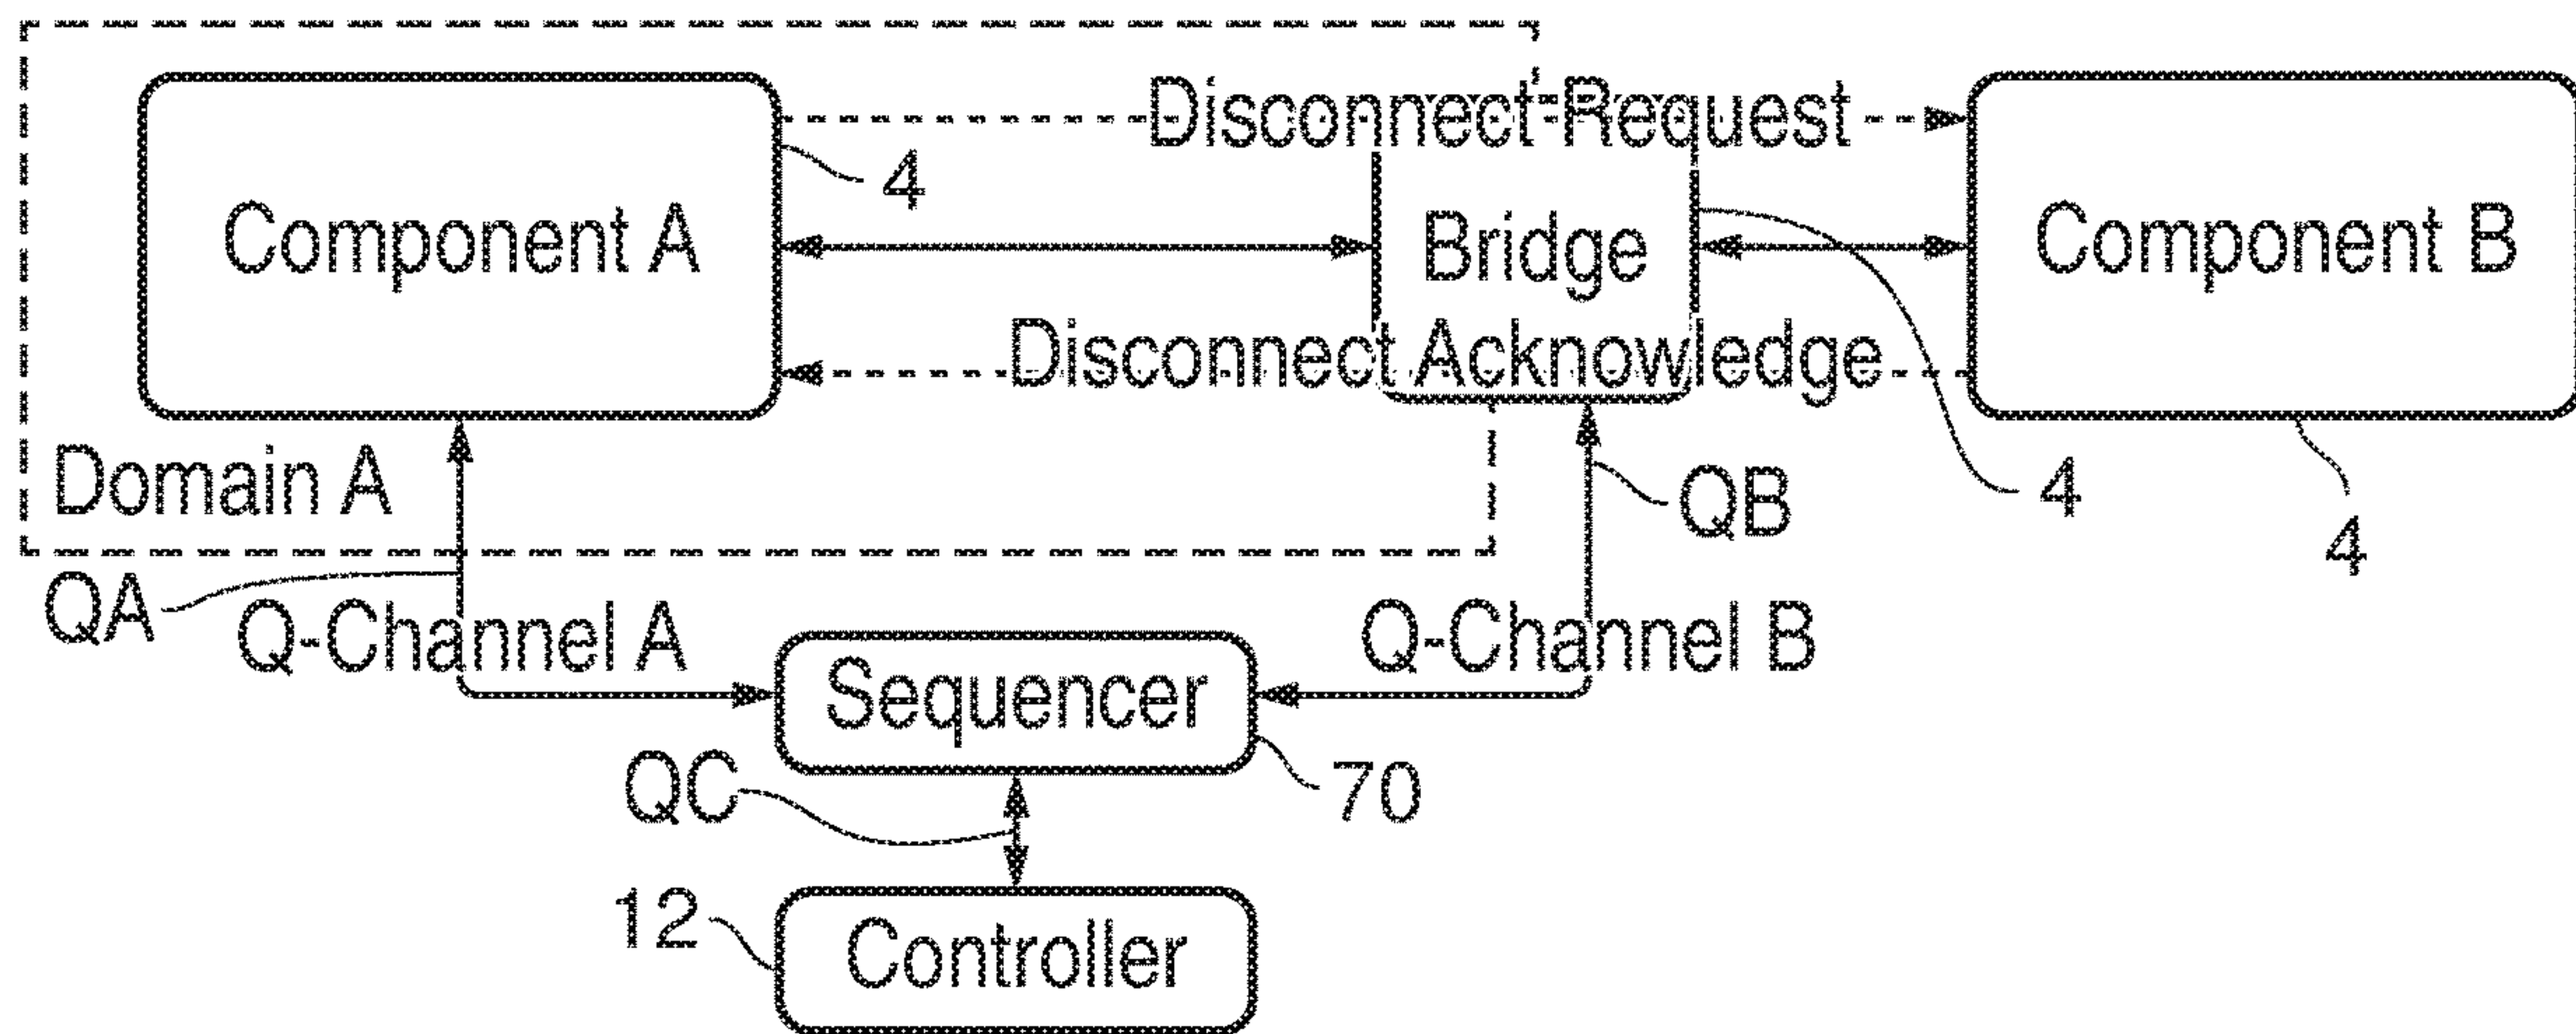 Disconnect Request
4
Component A
Bridge
Component B
Disconnect Acknowledge
Domain A
QB
4
4
QA
Q-Channel A
Q-Channel B
Sequencer
QC
70
12
Controller